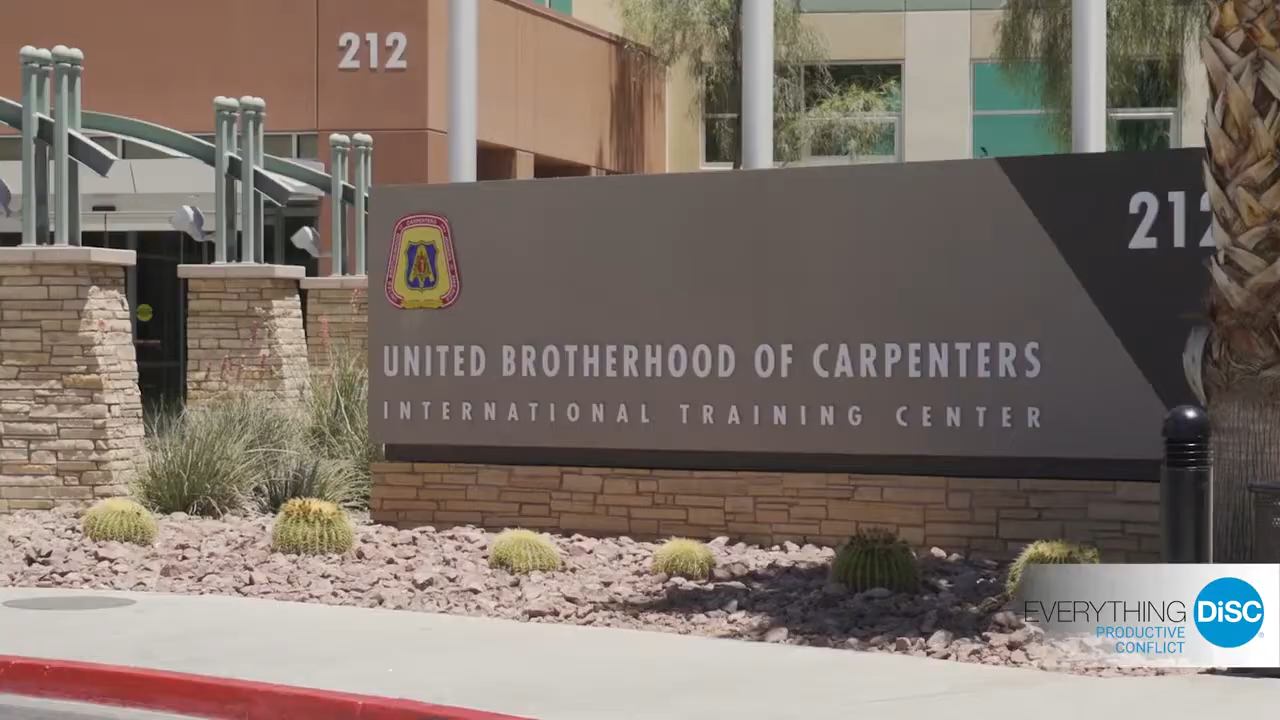 212
212
UNITED BROTHERHOOD OF CARPENTERS
INTERNATIONAL TRAINING CENTER
EVERYTHING DiSC®
PRODUCTIVE
CONFLICT